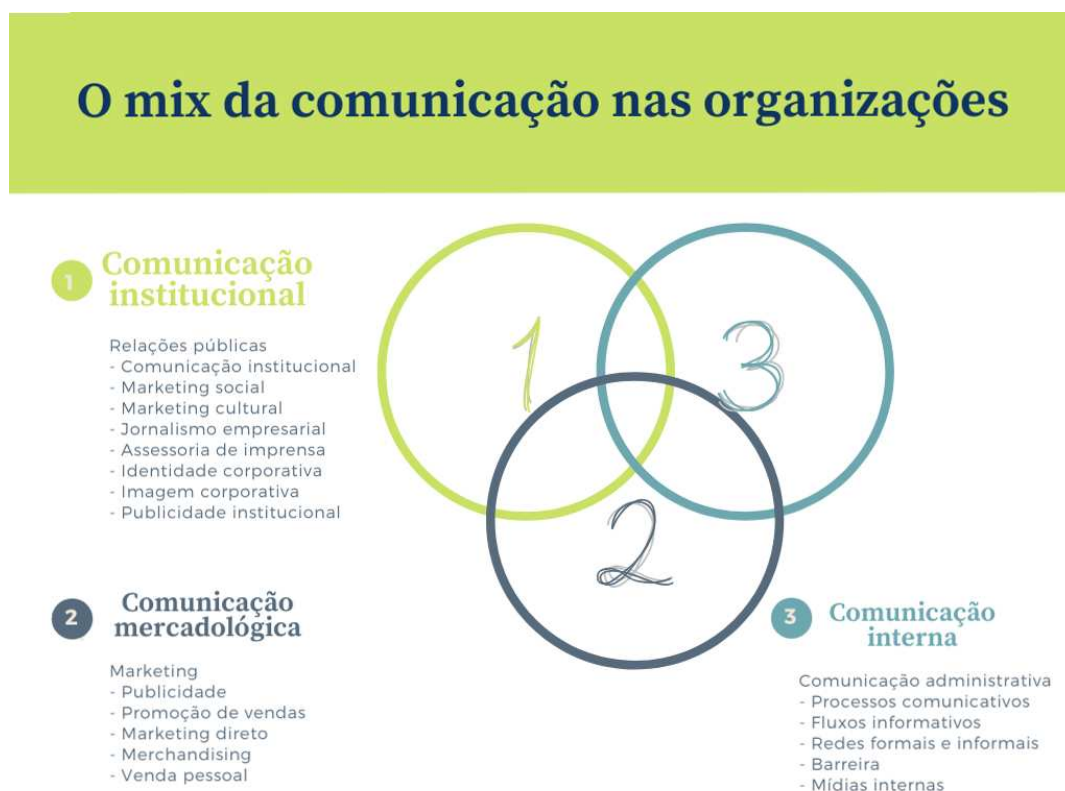 O mix da comunicação nas organizações
1
Comunicação
institucional
Relações públicas
- Comunicação institucional
- Marketing social
- Marketing cultural
- Jornalismo empresarial
- Assessoria de imprensa
- Identidade corporativa
- Imagem corporativa
- Publicidade institucional
1
3
2
2
Comunicação
mercadológica
Marketing
- Publicidade
- Promoção de vendas
- Marketing direto
- Merchandising
- Venda pessoal
3
Comunicação
interna
Comunicação administrativa
- Processos comunicativos
- Fluxos informativos
- Redes formais e informais
- Barreira
- Mídias internas